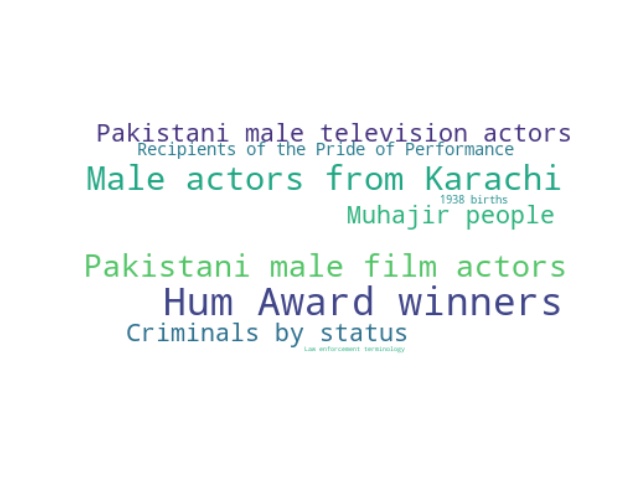 Pakistani male television actors
Recipients of the Pride of Performance
Male actors from Karachi
1938 births
Muhajir people
Pakistani male film actors
Hum Award winners
Criminals by status
Law enforcement terminology